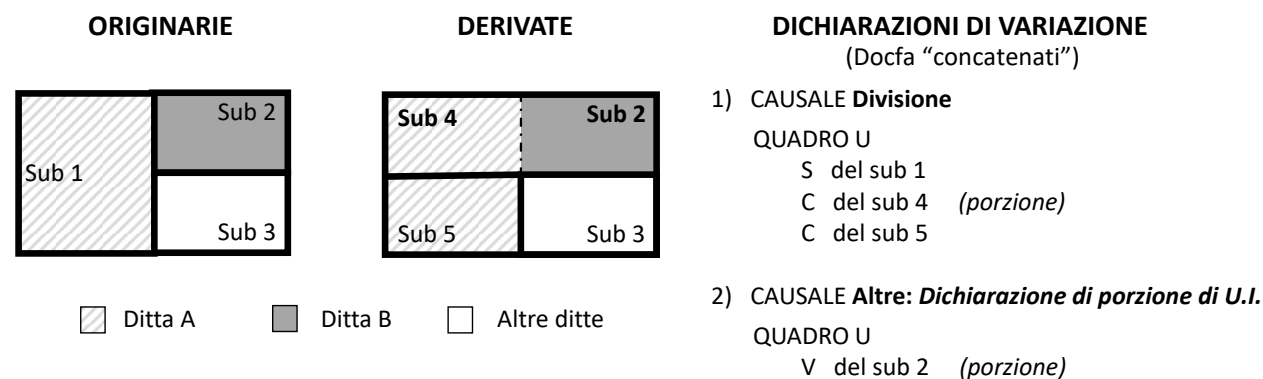 ORIGINARIE
Sub 1
Sub 2
Sub 3
DERIVATE
Sub 4
Sub 2
Sub 5
Sub 3
Ditta A
Ditta B
Altre ditte
DICHIARAZIONI DI VARIAZIONE
(Docfa “concatenati”)
1) CAUSALE Divisione
QUADRO U
S del sub 1
C del sub 4 (porzione)
C del sub 5
2) CAUSALE Altre: Dichiarazione di porzione di U.I.
QUADRO U
V del sub 2 (porzione)